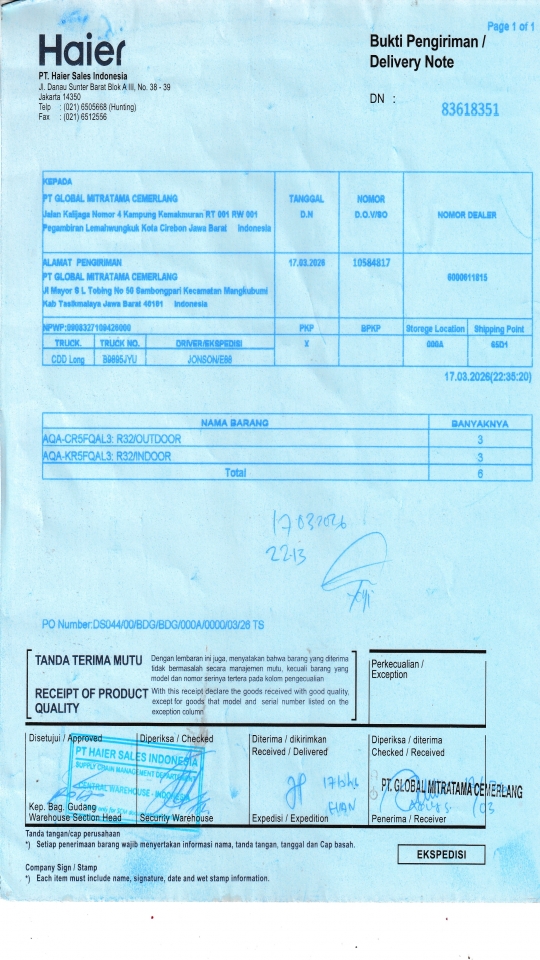 Page 1 of 1
Haier
Bukti Pengiriman /
Delivery Note
PT. Haier Sales Indonesia
Jl. Danau Sunter Barat Blok A III, No. 38 - 39
Jakarta 14350
Telp : (021) 6505668 (Hunting)
Fax : (021) 6512556
DN : 83618351
KEPADA
PT GLOBAL MITRATAMA CEMERLANG
Jalan Kalijaga Nomor 4 Kampung Kemakmuran RT 001 RW 001
Pegambiran Lemahwungkuk Kota Cirebon Jawa Barat Indonesia
TANGGAL
D.N
NOMOR
D.O.V/SO
NOMOR DEALER
ALAMAT PENGIRIMAN
PT GLOBAL MITRATAMA CEMERLANG
Jl Mayor S L Tobing No 50 Sambongpari Kecamatan Mangkubumi
Kab Tasikmalaya Jawa Barat 46181 Indonesia
17.03.2026
10584817
6000611815
NPWP:
PKP BPKP Storege Location Shipping Point
TRUCK. TRUCK NO. DRIVER/EKSPEDISI X 000A 65D1
CDD Long B9895JYU JONSON/E88
17.03.2026(22:35:20)
NAMA BARANG BANYAKNYA
AQA-CR5FQAL3: R32/OUTDOOR 3
AQA-KR5FQAL3: R32/INDOOR 3
Total 6
17032026
2213
PO Number:DS044/00/BDG/BDG/000A/0000/03/26 TS
TANDA TERIMA MUTU
Dengan lembaran ini juga, menyatakan bahwa barang yang diterima
tidak bermasalah secara manajemen mutu, kecuali barang yang
model dan nomor serinya tertera pada kolom pengecualian
RECEIPT OF PRODUCT
QUALITY
With this receipt declare the goods received with good quality,
except for goods that model and serial number listed on the
exception column
Perkecualian /
Exception
Disetujui / Approved
Diperiksa / Checked
Diterima / dikirimkan
Received / Delivered
Diperiksa / diterima
Checked / Received
PT HAIER SALES INDONESIA
SUPPLY CHAIN MANAGEMENT DEPARTMENT
CENTRAL WAREHOUSE - INDONESIA
PT. GLOBAL MITRATAMA CEMERLANG
Kep. Bag. Gudang
Warehouse Section Head
Security Warehouse
Expedisi / Expedition
Penerima / Receiver
Tanda tangan/cap perusahaan
*) Setiap penerimaan barang wajib menyertakan informasi nama, tanda tangan, tanggal dan Cap basah.
EKSPEDISI
Company Sign / Stamp
*) Each item must include name, signature, date and wet stamp information.